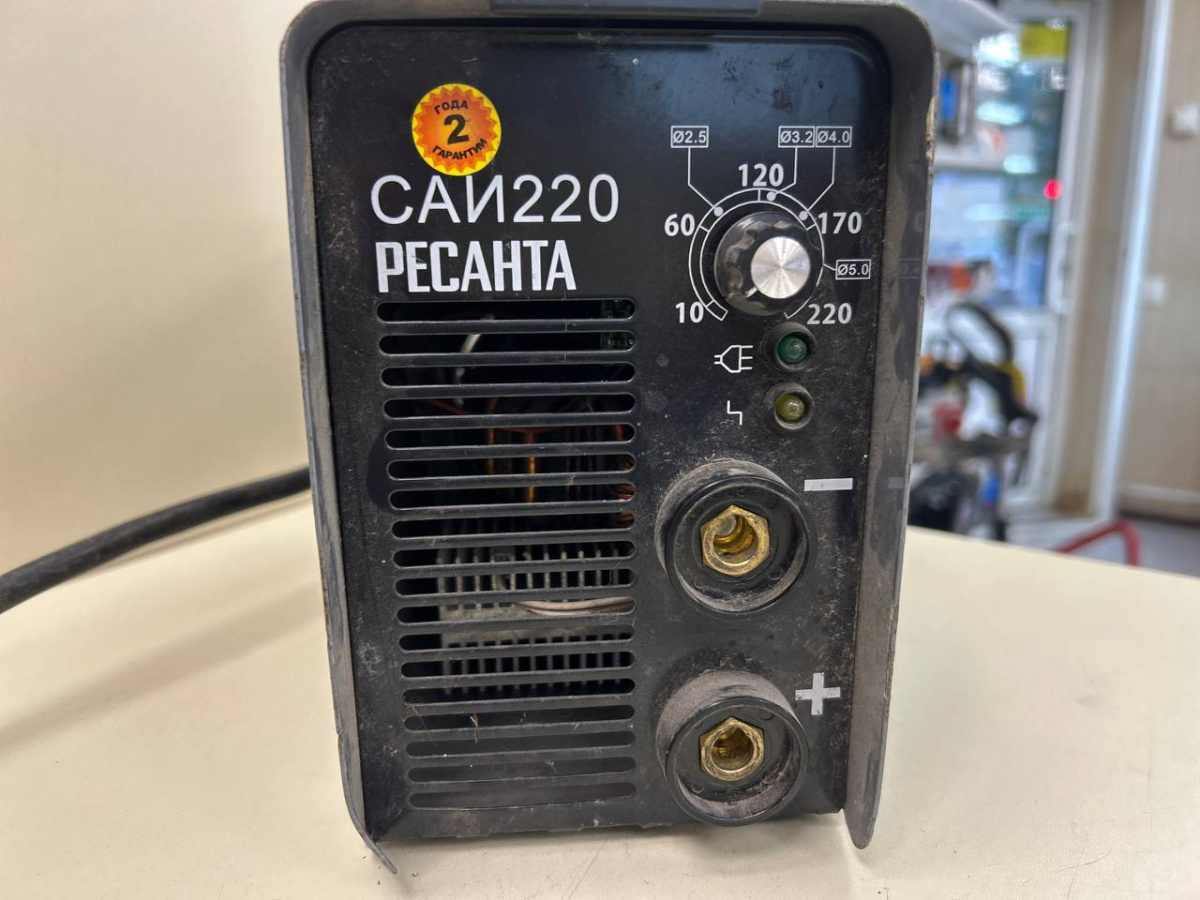 ГОДА
2
ГАРАНТИИ
САИ220
РЕСАНТА
Ø2.5
Ø3.2
Ø4.0
120
60
170
Ø5.0
10
220
−
+